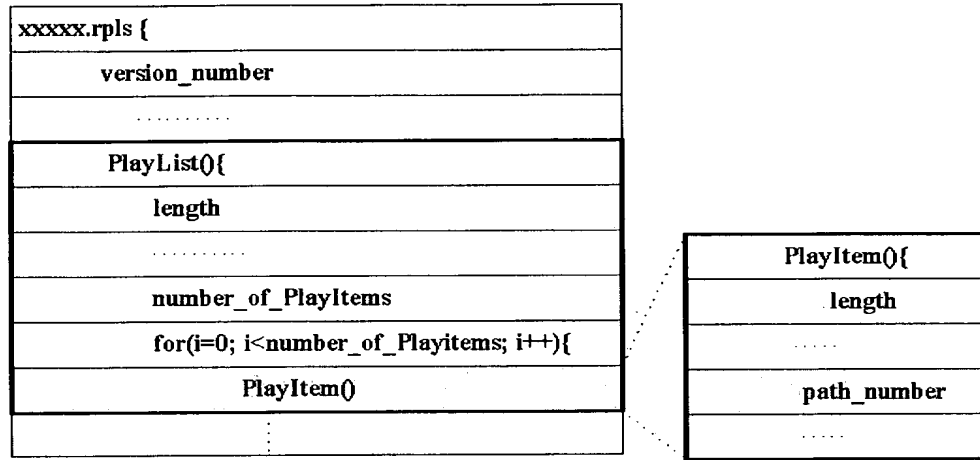 xxxxx.rpls {
version_number
..........
PlayList(){
length
..........
number_of_PlayItems
for(i=0; i<number_of_Playitems; i++){
PlayItem()
PlayItem(){
length
.....
path_number
.....